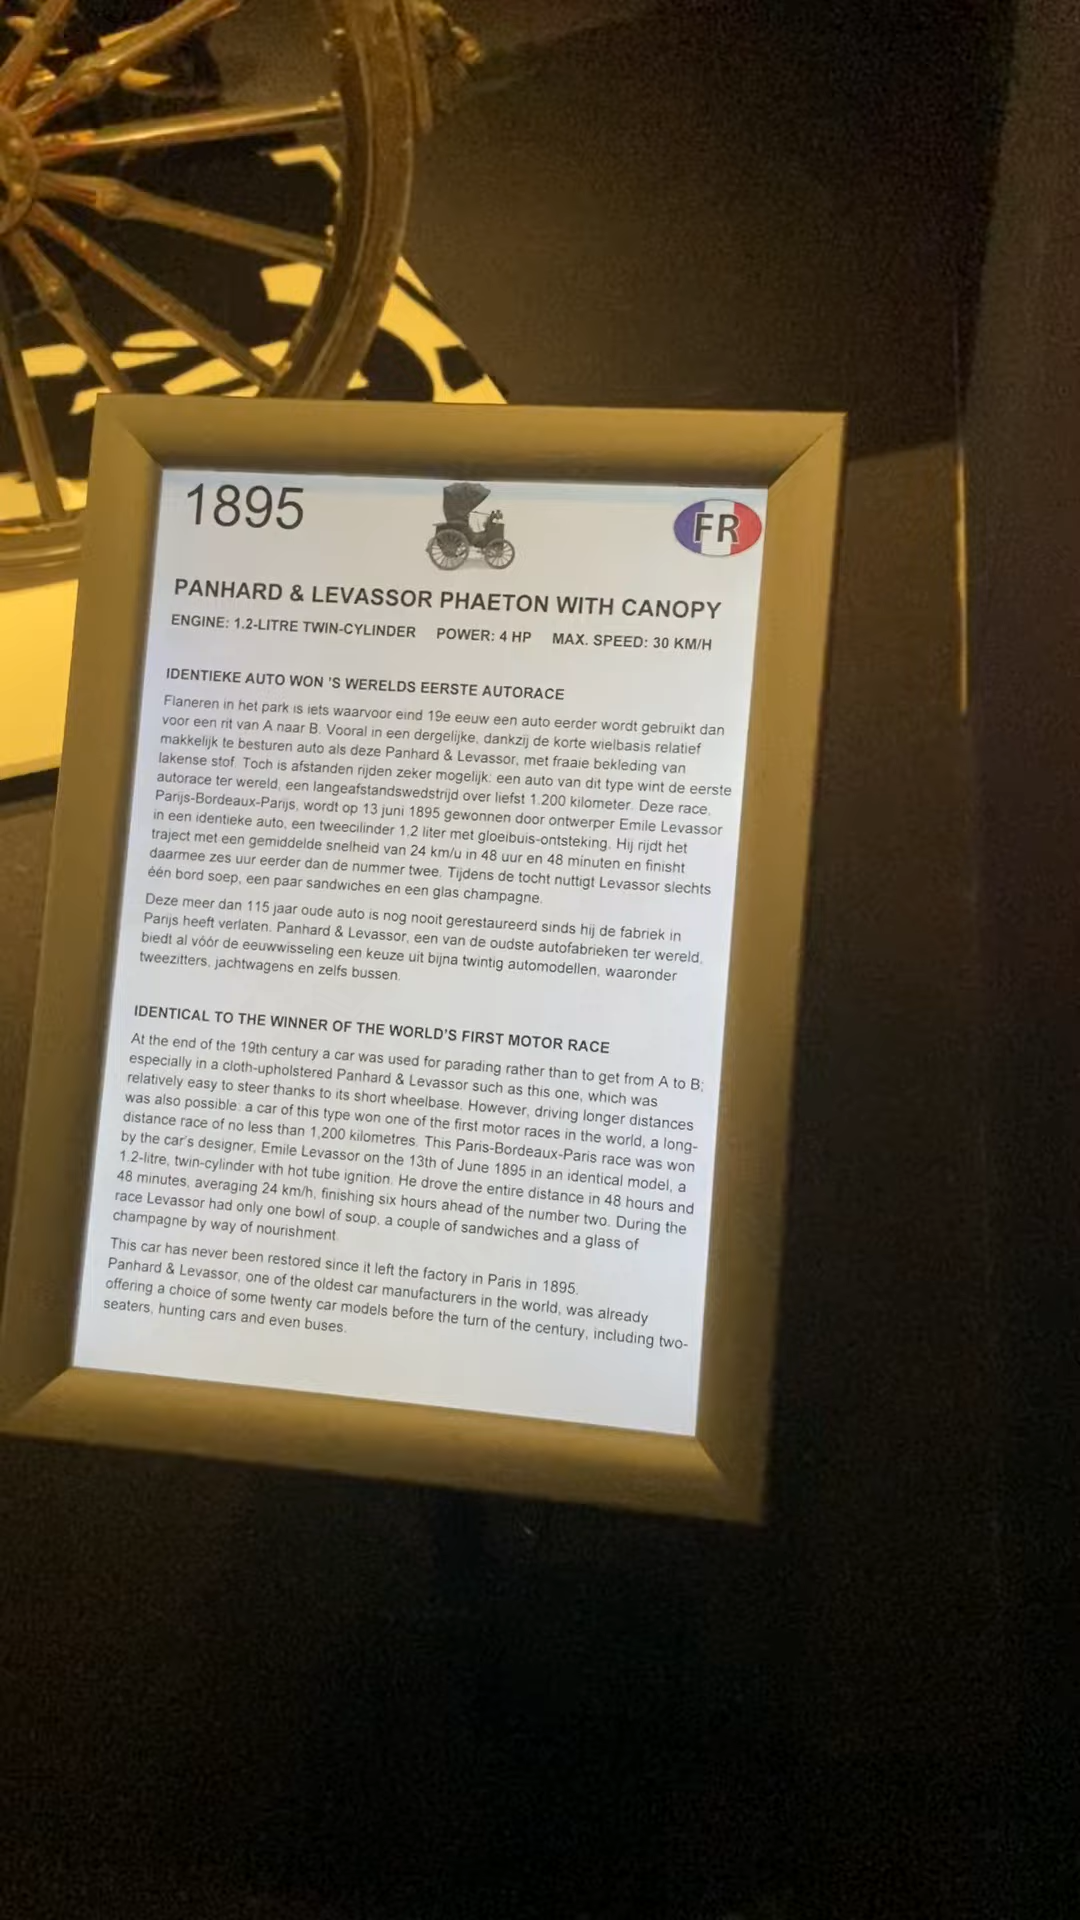 1895
FR
PANHARD & LEVASSOR PHAETON WITH CANOPY
ENGINE: 1.2-LITRE TWIN-CYLINDER POWER: 4 HP MAX. SPEED: 30 KM/H
IDENTIEKE AUTO WON 'S WERELDS EERSTE AUTORACE
Flaneren in het park is iets waarvoor eind 19e eeuw een auto eerder wordt gebruikt dan
voor een rit van A naar B. Vooral in een dergelijke, dankzij de korte wielbasis relatief
makkelijk te besturen auto als deze Panhard & Levassor, met fraaie bekleding van
lakense stof. Toch is afstanden rijden zeker mogelijk: een auto van dit type wint de eerste
autorace ter wereld, een langeafstandswedstrijd over liefst 1.200 kilometer. Deze race,
Parijs-Bordeaux-Parijs, wordt op 13 juni 1895 gewonnen door ontwerper Emile Levassor
in een identieke auto, een tweecilinder 1,2 liter met gloeibuis-ontsteking. Hij rijdt het
traject met een gemiddelde snelheid van 24 km/u in 48 uur en 48 minuten en finisht
daarmee zes uur eerder dan de nummer twee. Tijdens de tocht nuttigt Levassor slechts
één bord soep, een paar sandwiches en een glas champagne.
Deze meer dan 115 jaar oude auto is nog nooit gerestaureerd sinds hij de fabriek in
Parijs heeft verlaten. Panhard & Levassor, een van de oudste autofabrieken ter wereld,
biedt al vóór de eeuwwisseling een keuze uit bijna twintig automodellen, waaronder
tweezitters, jachtwagens en zelfs bussen.
IDENTICAL TO THE WINNER OF THE WORLD'S FIRST MOTOR RACE
At the end of the 19th century a car was used for parading rather than to get from A to B;
especially in a cloth-upholstered Panhard & Levassor such as this one, which was
relatively easy to steer thanks to its short wheelbase. However, driving longer distances
was also possible: a car of this type won one of the first motor races in the world, a long-
distance race of no less than 1,200 kilometres. This Paris-Bordeaux-Paris race was won
by the car's designer, Emile Levassor on the 13th of June 1895 in an identical model, a
1.2-litre, twin-cylinder with hot tube ignition. He drove the entire distance in 48 hours and
48 minutes, averaging 24 km/h, finishing six hours ahead of the number two. During the
race Levassor had only one bowl of soup, a couple of sandwiches and a glass of
champagne by way of nourishment.
This car has never been restored since it left the factory in Paris in 1895.
Panhard & Levassor, one of the oldest car manufacturers in the world, was already
offering a choice of some twenty car models before the turn of the century, including two-
seaters, hunting cars and even buses.